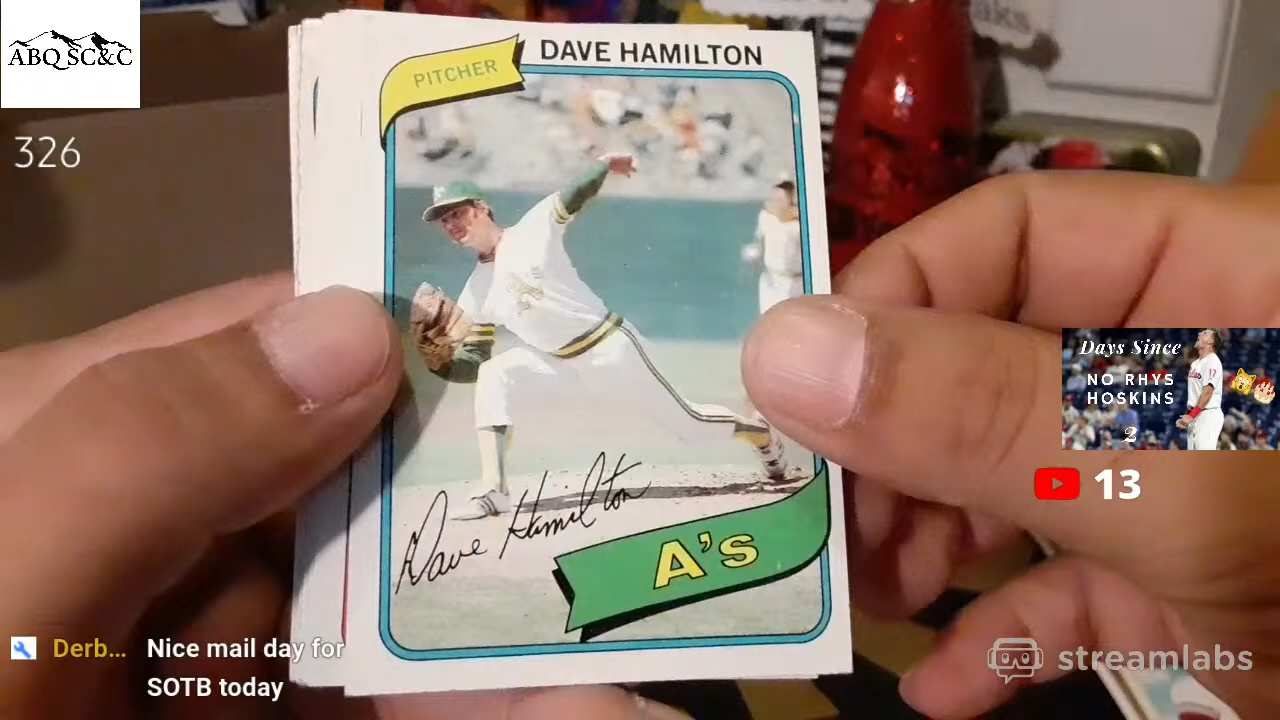 ABQ SC&C
326
PITCHER
DAVE HAMILTON
Dave Hamilton
A's
Days Since
NO RHYS
HOSKINS
2
13
Derb...
Nice mail day for
SOTB today
streamlabs